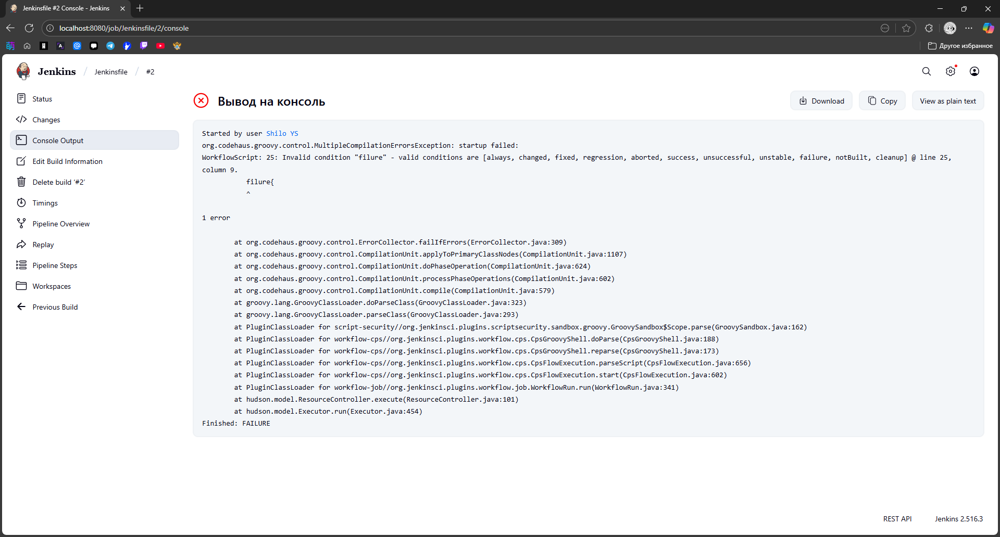 Jenkinsfile #2 Console - Jenkins
localhost:8080/job/Jenkinsfile/2/console
Другое избранное
Jenkins / Jenkinsfile / #2
Status
Changes
Console Output
Edit Build Information
Delete build ‘#2’
Timings
Pipeline Overview
Replay
Pipeline Steps
Workspaces
Previous Build
Вывод на консоль
Download
Copy
View as plain text
Started by user Shilo YS
org.codehaus.groovy.control.MultipleCompilationErrorsException: startup failed:
WorkflowScript: 25: Invalid condition "filure" - valid conditions are [always, changed, fixed, regression, aborted, success, unsuccessful, unstable, failure, notBuilt, cleanup] @ line 25,
column 9.
filure{
^
1 error
at org.codehaus.groovy.control.ErrorCollector.failIfErrors(ErrorCollector.java:309)
at org.codehaus.groovy.control.CompilationUnit.applyToPrimaryClassNodes(CompilationUnit.java:1107)
at org.codehaus.groovy.control.CompilationUnit.doPhaseOperation(CompilationUnit.java:624)
at org.codehaus.groovy.control.CompilationUnit.processPhaseOperations(CompilationUnit.java:602)
at org.codehaus.groovy.control.CompilationUnit.compile(CompilationUnit.java:579)
at groovy.lang.GroovyClassLoader.doParseClass(GroovyClassLoader.java:323)
at groovy.lang.GroovyClassLoader.parseClass(GroovyClassLoader.java:293)
at PluginClassLoader for script-security//org.jenkinsci.plugins.scriptsecurity.sandbox.groovy.GroovySandbox$Scope.parse(GroovySandbox.java:162)
at PluginClassLoader for workflow-cps//org.jenkinsci.plugins.workflow.cps.CpsGroovyShell.doParse(CpsGroovyShell.java:188)
at PluginClassLoader for workflow-cps//org.jenkinsci.plugins.workflow.cps.CpsGroovyShell.reparse(CpsGroovyShell.java:173)
at PluginClassLoader for workflow-cps//org.jenkinsci.plugins.workflow.cps.CpsFlowExecution.parseScript(CpsFlowExecution.java:656)
at PluginClassLoader for workflow-cps//org.jenkinsci.plugins.workflow.cps.CpsFlowExecution.start(CpsFlowExecution.java:602)
at PluginClassLoader for workflow-job//org.jenkinsci.plugins.workflow.job.WorkflowRun.run(WorkflowRun.java:341)
at hudson.model.ResourceController.execute(ResourceController.java:101)
at hudson.model.Executor.run(Executor.java:454)
Finished: FAILURE
REST API
Jenkins 2.516.3